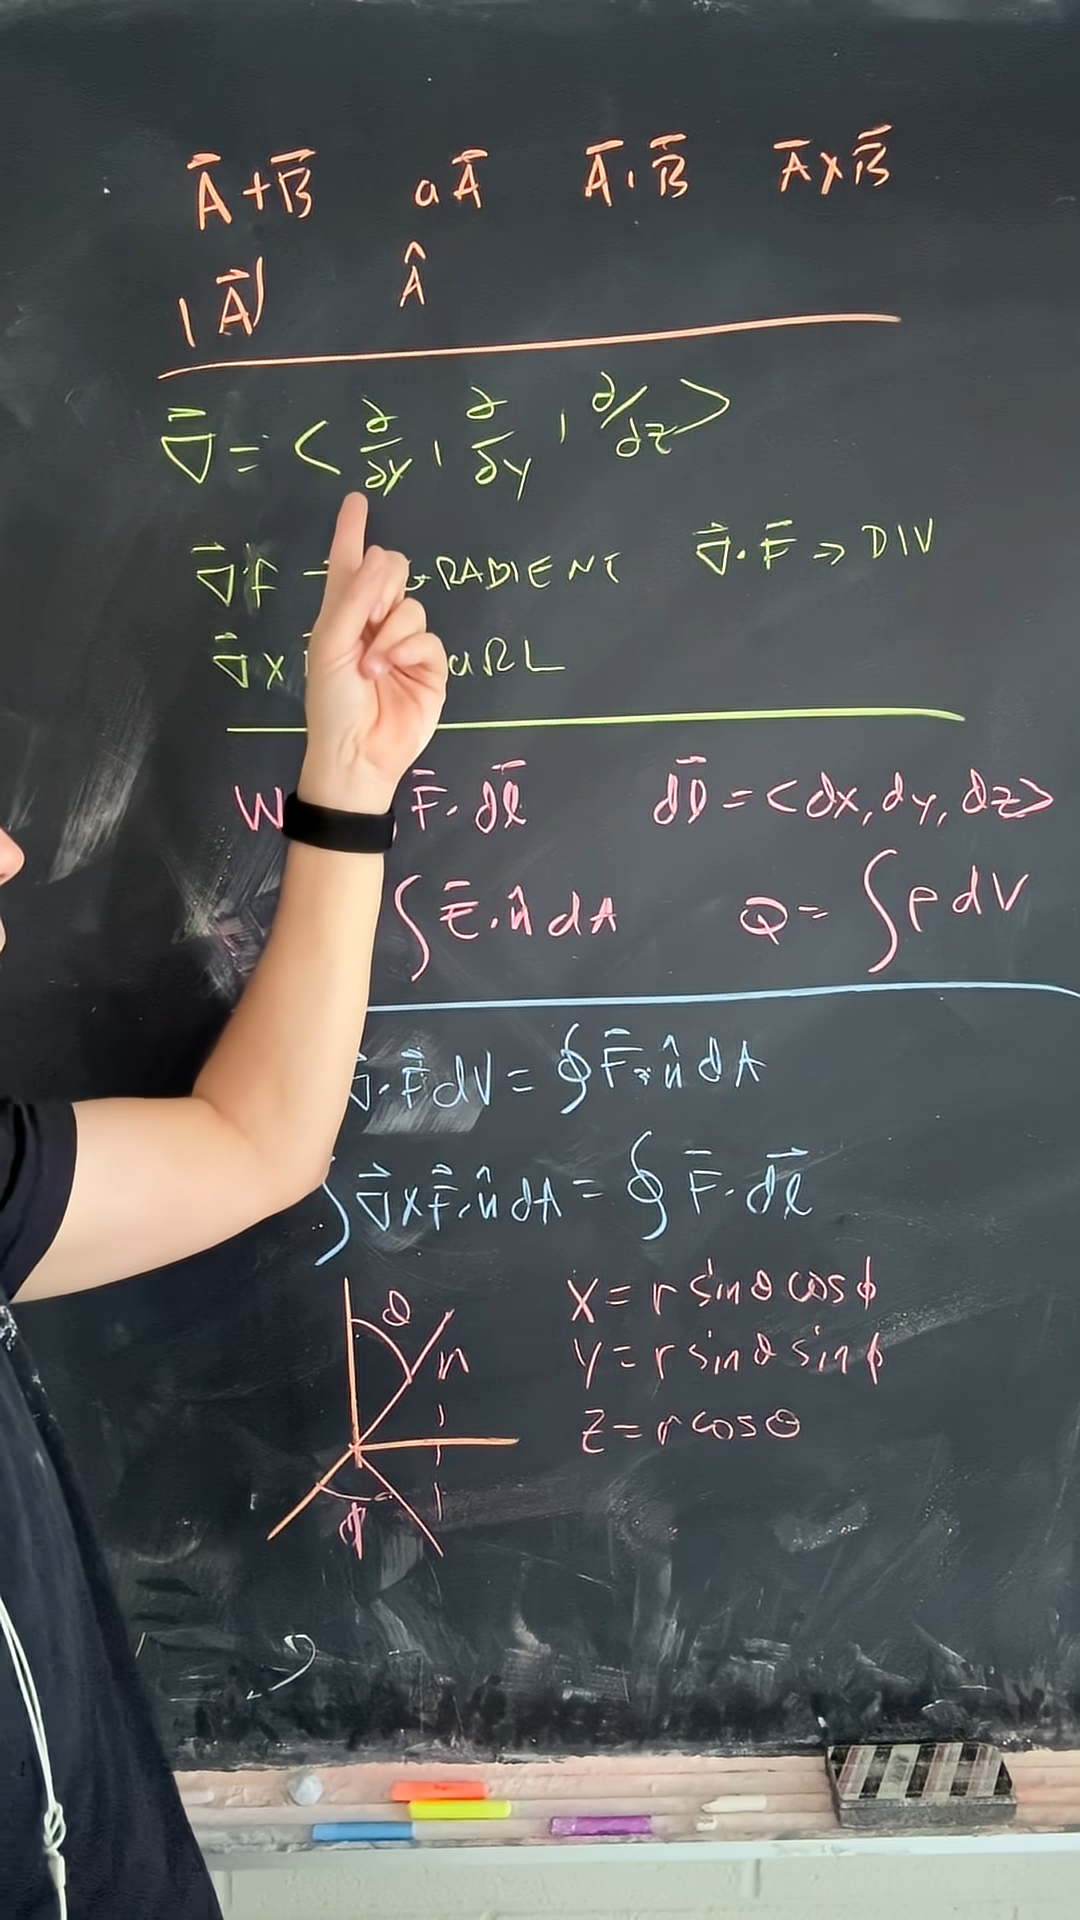 A⃗+B⃗ aA⃗ A⃗·B⃗ A⃗×B⃗
|A⃗| Â
∇⃗ = < ∂/∂x, ∂/∂y, ∂/∂z >
∇⃗f → GRADIENT ∇⃗·F⃗ ⇒ DIV
∇⃗× URL
W F⃗·dl⃗ dl⃗ = <dx, dy, dz>
∫E⃗·n̂ dA Q = ∫ρdV
∇⃗·F⃗dV = ∮F⃗·n̂ dA
∫∇⃗×F⃗·n̂ dA = ∮F⃗·dl⃗
θ r x = r sinθ cosϕ
y = r sinθ sinϕ
z = r cosθ
ϕ